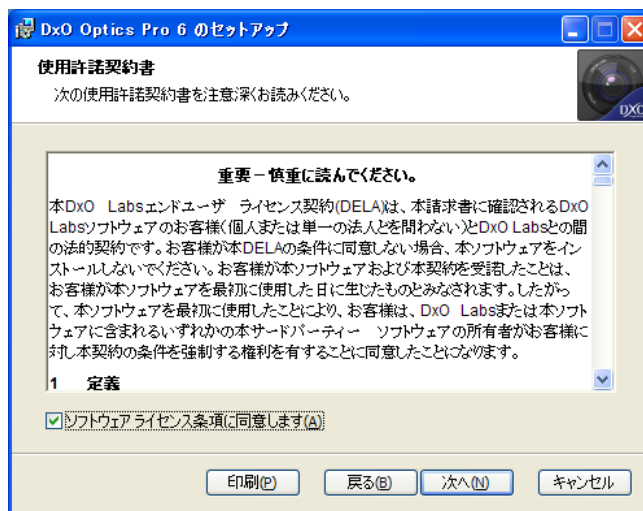 DxO Optics Pro 6 のセットアップ
使用許諾契約書
次の使用許諾契約書を注意深くお読みください。
DXO
重要－慎重に読んでください。
本DxO　Labsエンドユーザ　ライセンス契約(DELA)は、本請求書に確認されるDxO
Labsソフトウェアのお客様(個人または単一の法人とを問わない)とDxO Labsとの間
の法的契約です。お客様が本DELAの条件に同意しない場合、本ソフトウェアをイン
ストールしないでください。お客様が本ソフトウェアおよび本契約を受諾したことは、
お客様が本ソフトウェアを最初に使用した日に生じたものとみなされます。したがっ
て、本ソフトウェアを最初に使用したことにより、お客様は、DxO Labsまたは本ソフト
ウェアに含まれるいずれかの本サードパーティー　ソフトウェアの所有者がお客様に
対し本契約の条件を強制する権利を有することに同意したことになります。
1　定義
ソフトウェア ライセンス条項に同意します(A)
印刷(P)　戻る(B)　次へ(N)　キャンセル